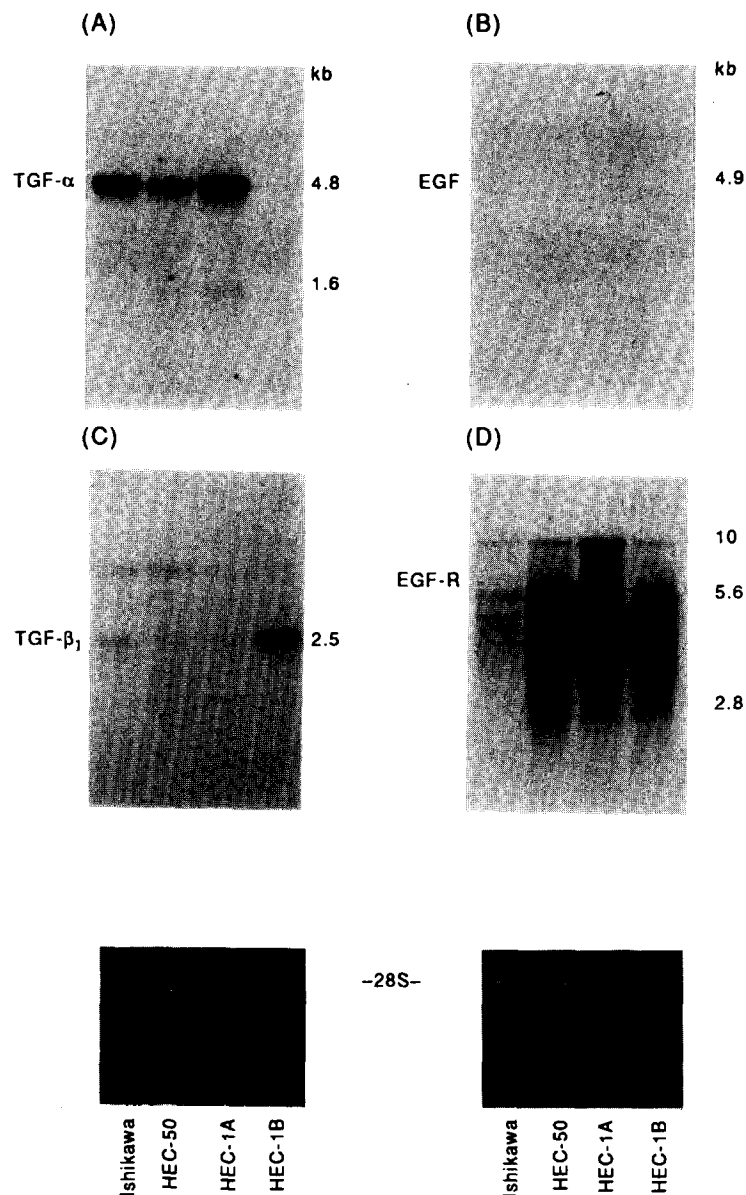 (A)
kb
TGF-α
4.8
1.6
(B)
kb
EGF
4.9
(C)
TGF-β1
2.5
(D)
EGF-R
10
5.6
2.8
–28S–
Ishikawa
HEC-50
HEC-1A
HEC-1B
Ishikawa
HEC-50
HEC-1A
HEC-1B